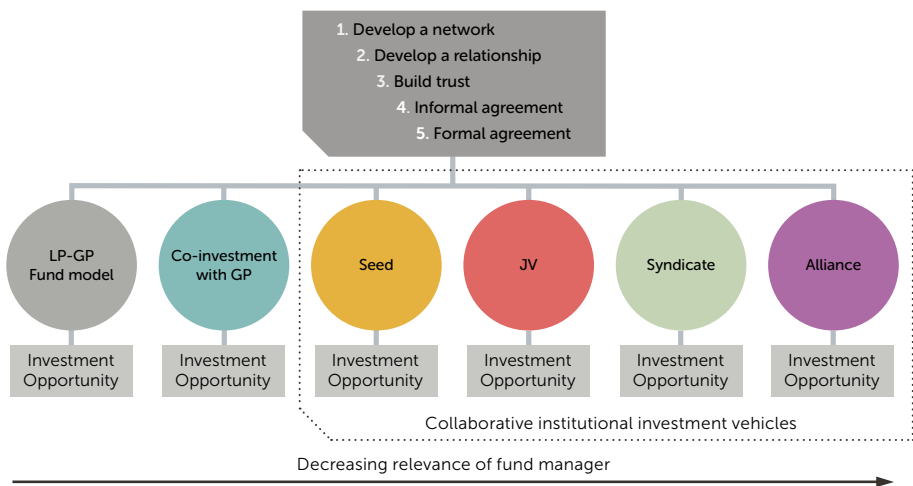 1. Develop a network
2. Develop a relationship
3. Build trust
4. Informal agreement
5. Formal agreement
LP-GP
Fund model
Co-investment
with GP
Seed
JV
Syndicate
Alliance
Investment
Opportunity
Investment
Opportunity
Investment
Opportunity
Investment
Opportunity
Investment
Opportunity
Investment
Opportunity
Collaborative institutional investment vehicles
Decreasing relevance of fund manager